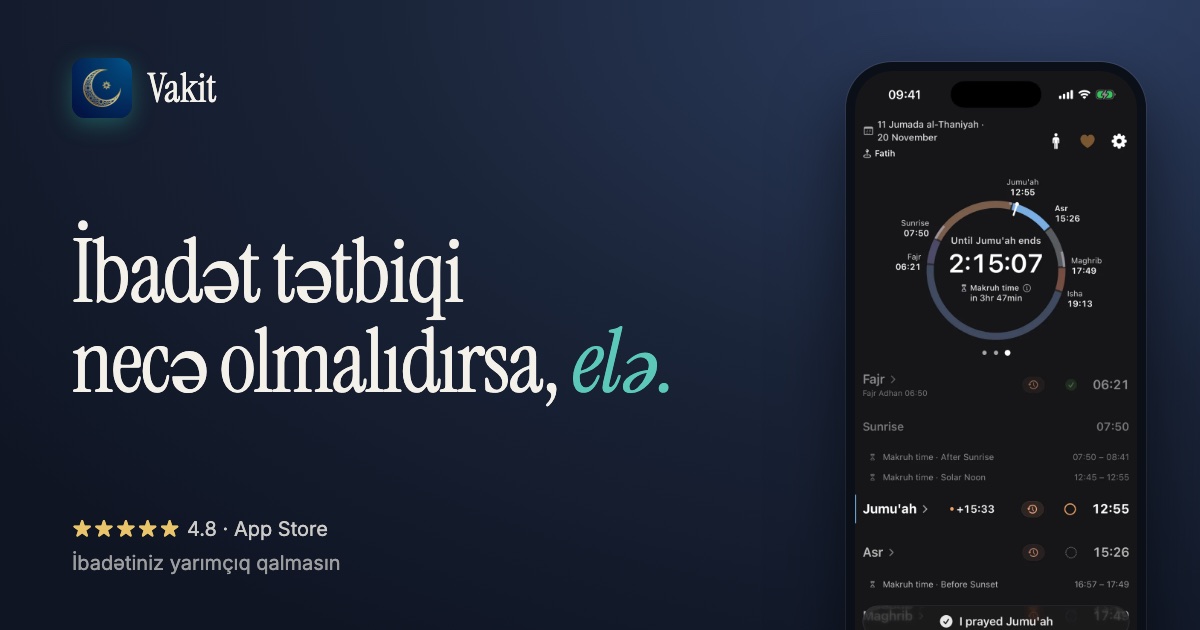 Vakit
İbadət tətbiqi
necə olmalıdırsa, elə.
4.8 · App Store
İbadətiniz yarımçıq qalmasın
09:41
11 Jumada al-Thaniyah ·
20 November
Fatih
Jumu'ah
12:55
Asr
15:26
Sunrise
07:50
Fajr
06:21
Until Jumu'ah ends
2:15:07
Makruh time
in 3hr 47min
Maghrib
17:49
Isha
19:13
Fajr 06:21
Fajr Adhan 06:50
Sunrise 07:50
Makruh time · After Sunrise 07:50 – 08:41
Makruh time · Solar Noon 12:45 – 12:55
Jumu'ah +15:33 12:55
Asr 15:26
Makruh time · Before Sunset 16:57 – 17:49
Maghrib 17:49
I prayed Jumu'ah